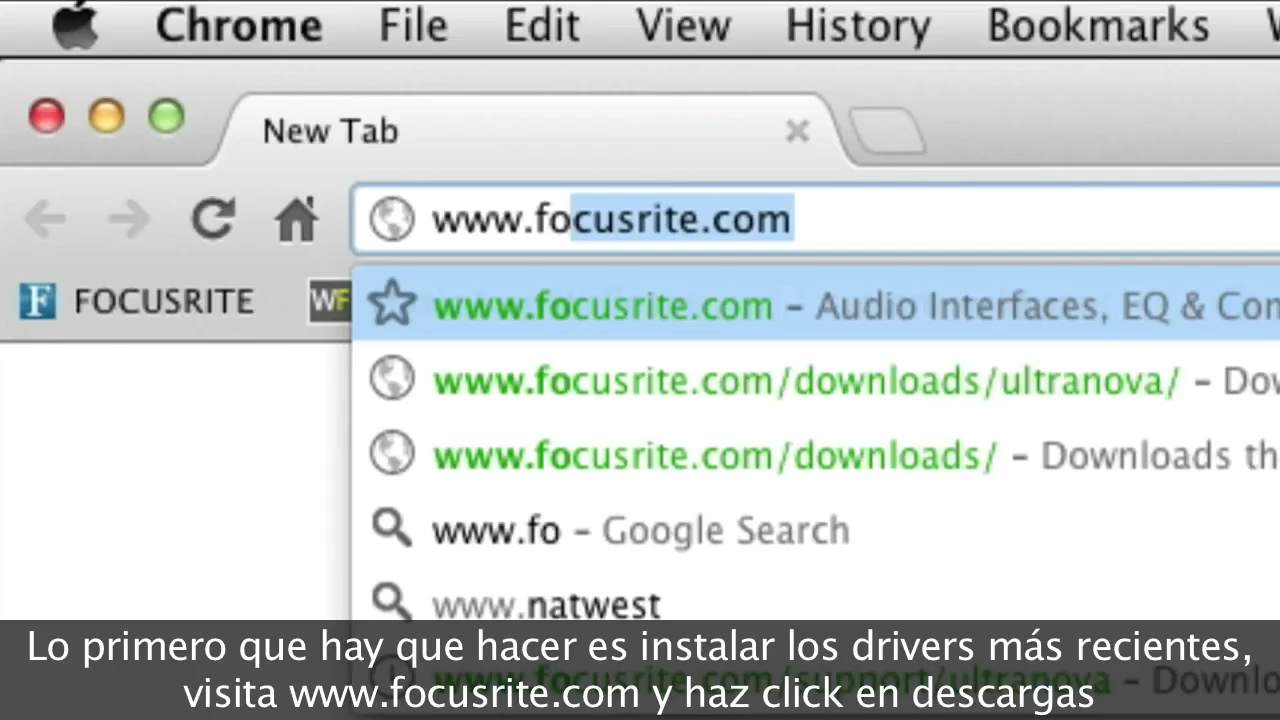 Chrome File Edit View History Bookmarks
New Tab
www.focusrite.com
F FOCUSRITE WF
www.focusrite.com – Audio Interfaces, EQ & Com
www.focusrite.com/downloads/ultranova/ – Dow
www.focusrite.com/downloads/ – Downloads th
www.fo – Google Search
www.natwest
Lo primero que hay que hacer es instalar los drivers más recientes,
visita www.focusrite.com y haz click en descargas